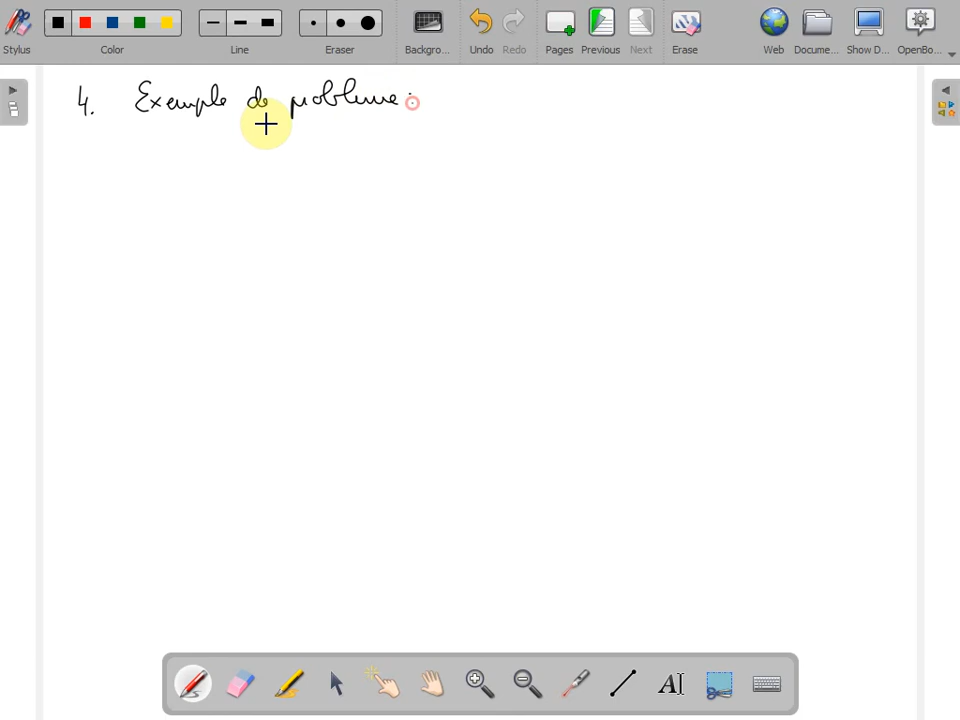 Stylus
Color
Line
Eraser
Backgro...
Undo
Redo
Pages
Previous
Next
Erase
Web
Docume...
Show D...
OpenBo...
4. Exemple de probleme :
A